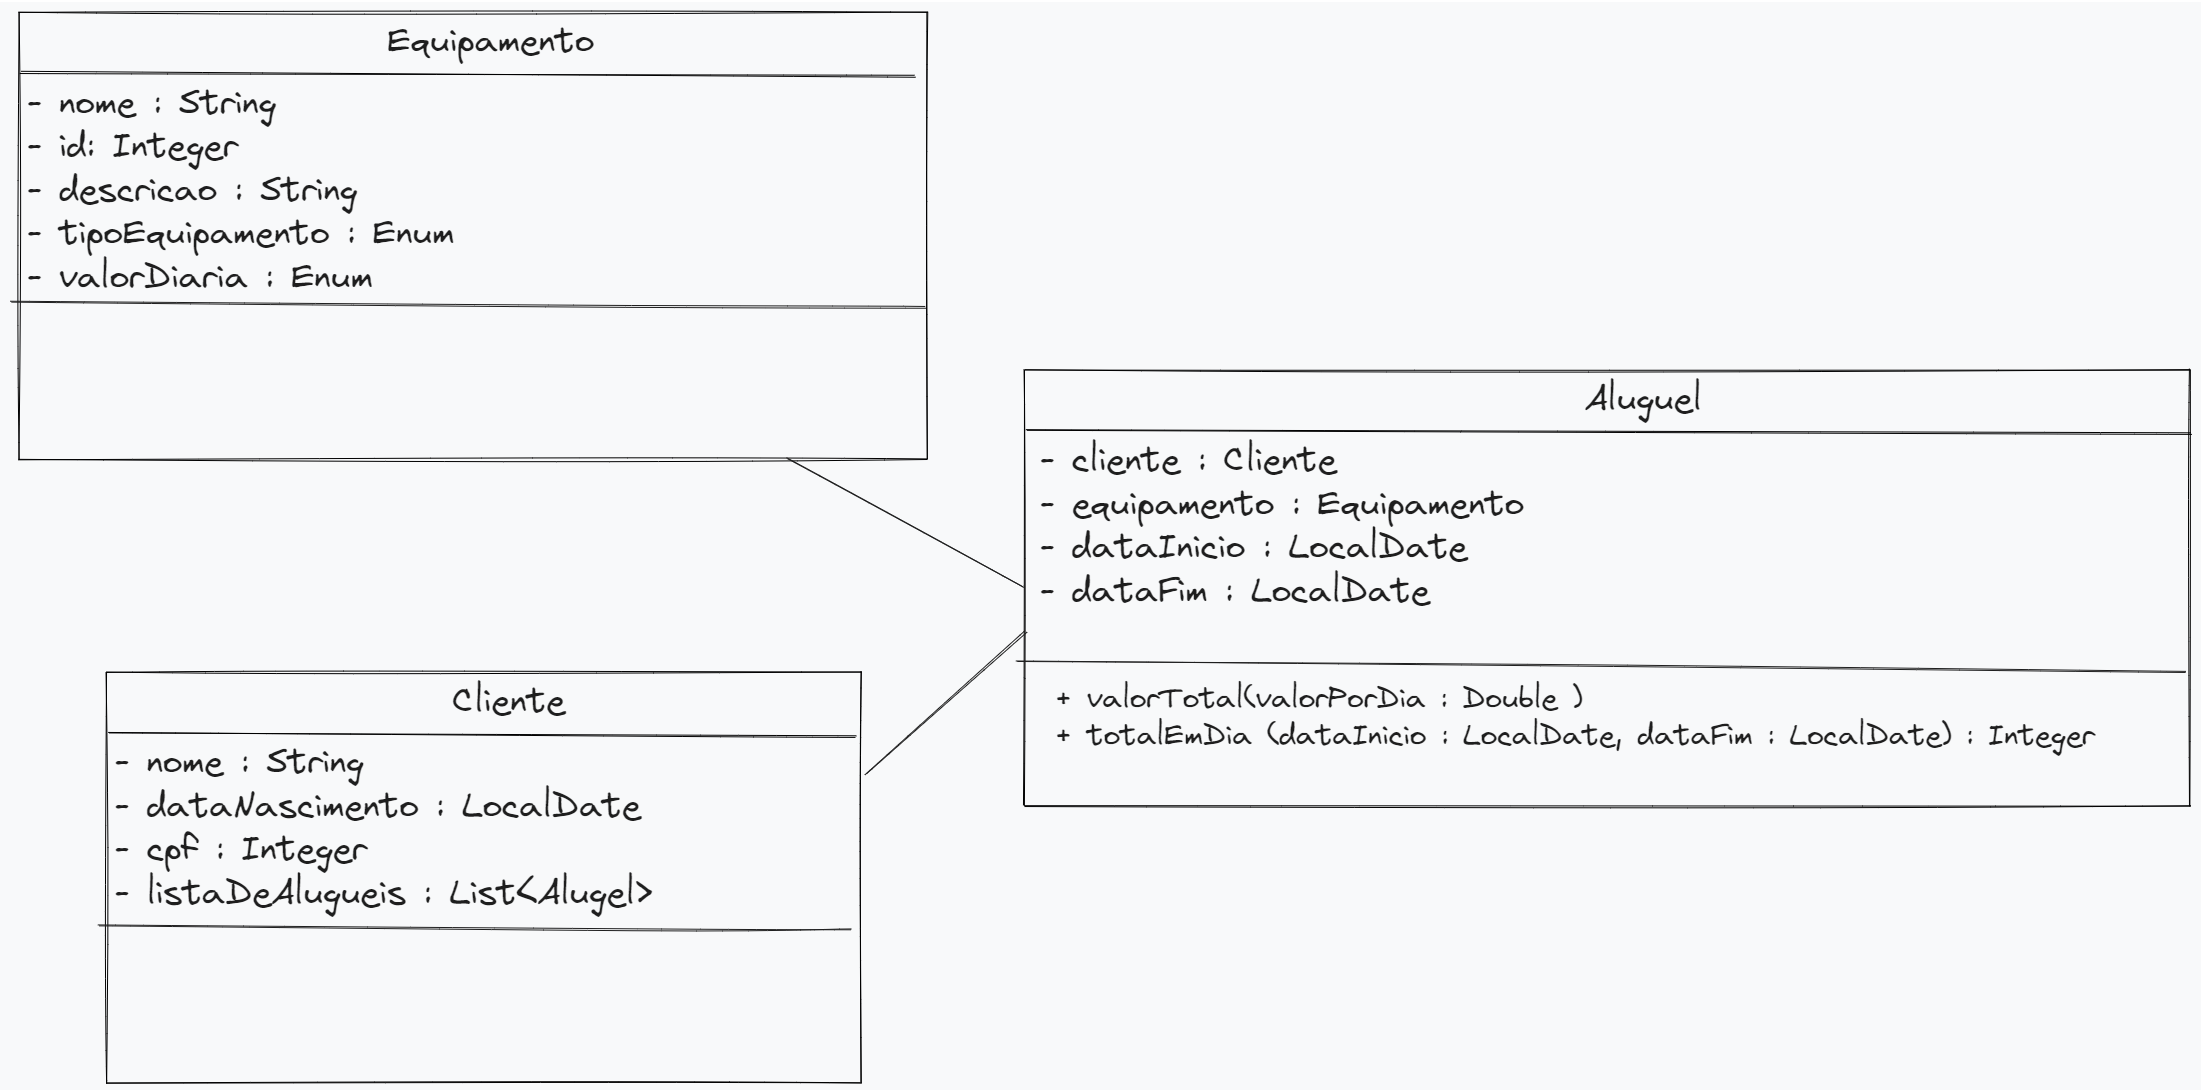 Equipamento
- nome : String
- id: Integer
- descricao : String
- tipoEquipamento : Enum
- valorDiaria : Enum
Aluguel
- cliente : Cliente
- equipamento : Equipamento
- dataInicio : LocalDate
- dataFim : LocalDate
+ valorTotal(valorPorDia : Double )
+ totalEmDia (dataInicio : LocalDate, dataFim : LocalDate) : Integer
Cliente
- nome : String
- dataNascimento : LocalDate
- cpf : Integer
- listaDeAlugueis : List<Alugel>